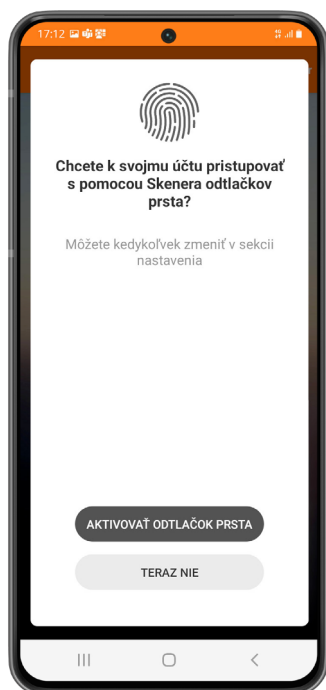 17:12
Chcete k svojmu účtu pristupovať
s pomocou Skenera odtlačkov
prsta?
Môžete kedykoľvek zmeniť v sekcii
nastavenia
AKTIVOVAŤ ODTLAČOK PRSTA
TERAZ NIE